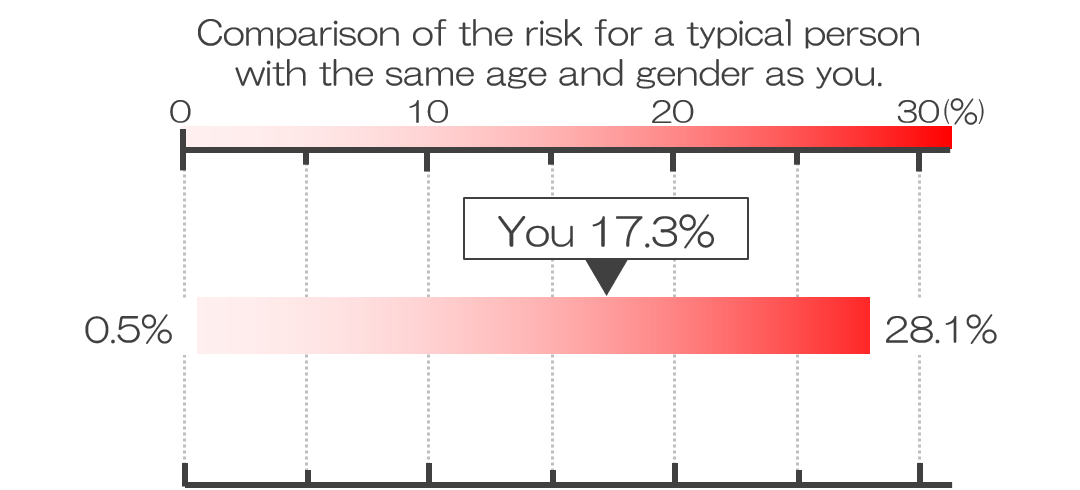 Comparison of the risk for a typical person
with the same age and gender as you.
0 10 20 30(%)
You 17.3%
0.5% 28.1%